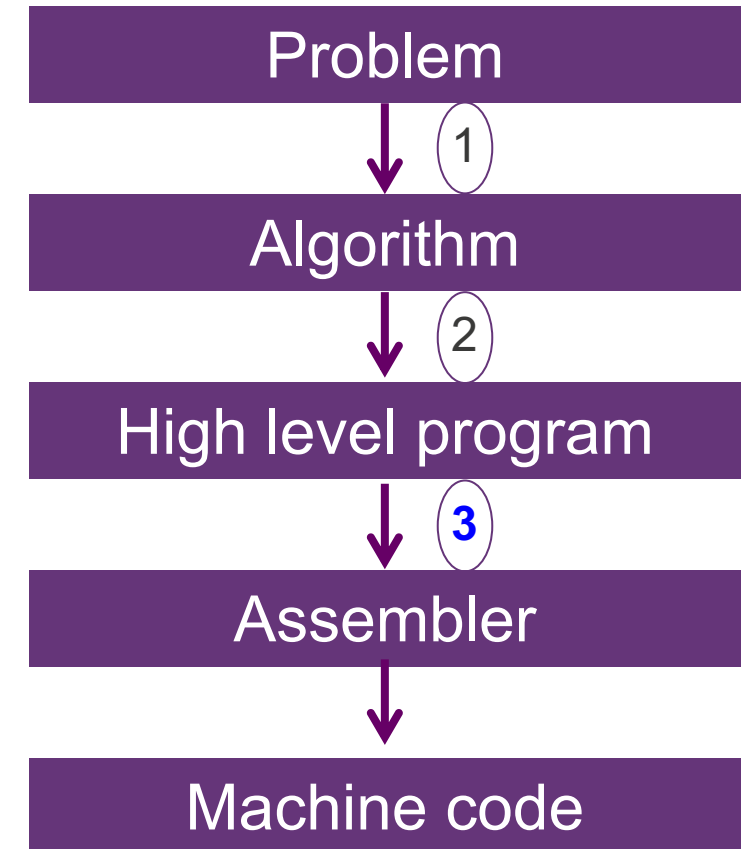 Problem
1
Algorithm
2
High level program
3
Assembler
Machine code